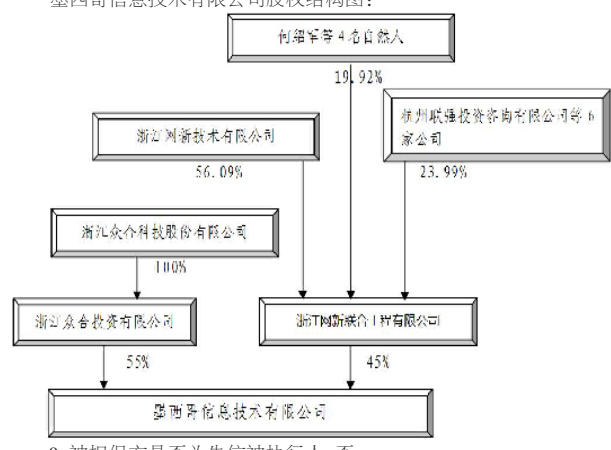 墨西哥信息技术有限公司股权结构图：
何绍军等 4 名自然人
19.92%
浙江网新技术有限公司
56.09%
杭州联强投资咨询有限公司等 6
家公司
23.99%
浙江众合科技股份有限公司
100%
浙江众合投资有限公司
浙江网新联合工程有限公司
55%
45%
墨西哥信息技术有限公司